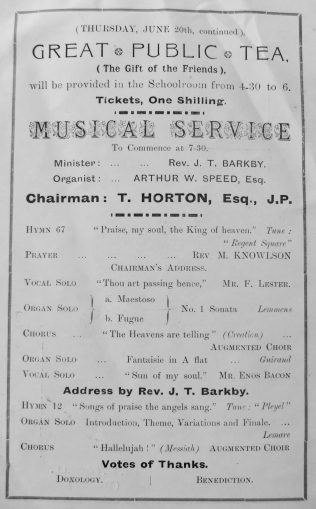 (THURSDAY, JUNE 20th, continued).
GREAT PUBLIC TEA,
(The Gift of the Friends),
will be provided in the Schoolroom from 4-30 to 6.
Tickets, One Shilling.
MUSICAL SERVICE
To Commence at 7-30.
Minister: ... ... Rev. J. T. BARKBY.
Organist: ... ARTHUR W. SPEED, Esq.
Chairman: T. HORTON, Esq., J.P.
HYMN 67 "Praise, my soul, the King of heaven." Tune:
"Regent Square"
PRAYER ... ... ... ... REV M. KNOWLSON
CHAIRMAN'S ADDRESS.
VOCAL SOLO "Thou art passing hence," MR. F. LESTER.
ORGAN SOLO { a. Maestoso
b. Fugue } No. 1 Sonata Lemmens
CHORUS ... "The Heavens are telling" (Creation) ...
AUGMENTED CHOIR
ORGAN SOLO ... Fantaisie in A flat ... Guiraud
VOCAL SOLO ... "Sun of my soul." MR. ENOS BACON
Address by Rev. J. T. Barkby.
HYMN 12 "Songs of praise the angels sang." Tune: "Pleyel"
ORGAN SOLO Introduction, Theme, Variations and Finale. ...
Lemare
CHORUS "Hallelujah!" (Messiah) AUGMENTED CHOIR
Votes of Thanks.
DOXOLOGY. BENEDICTION.